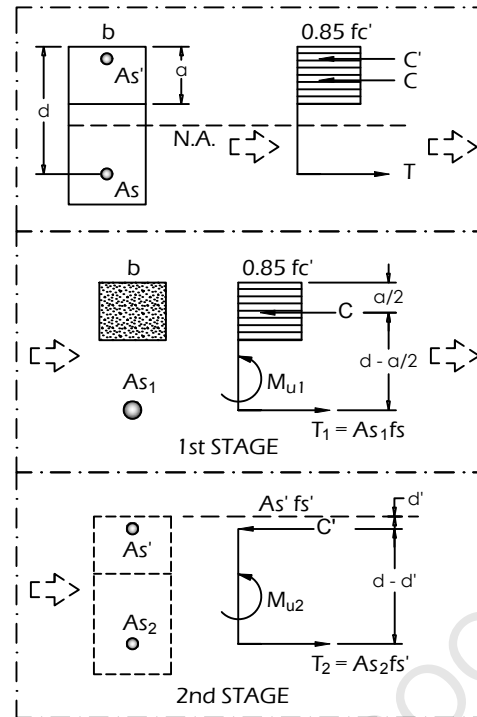 b
0.85 fc'
As'
a
C'
C
d
N.A.
As
T
b
0.85 fc'
a/2
C
d - a/2
As₁
Mu1
T₁ = As₁fs
1st STAGE
As' fs'
d'
C'
As'
d - d'
Mu2
As₂
T₂ = As₂fs'
2nd STAGE